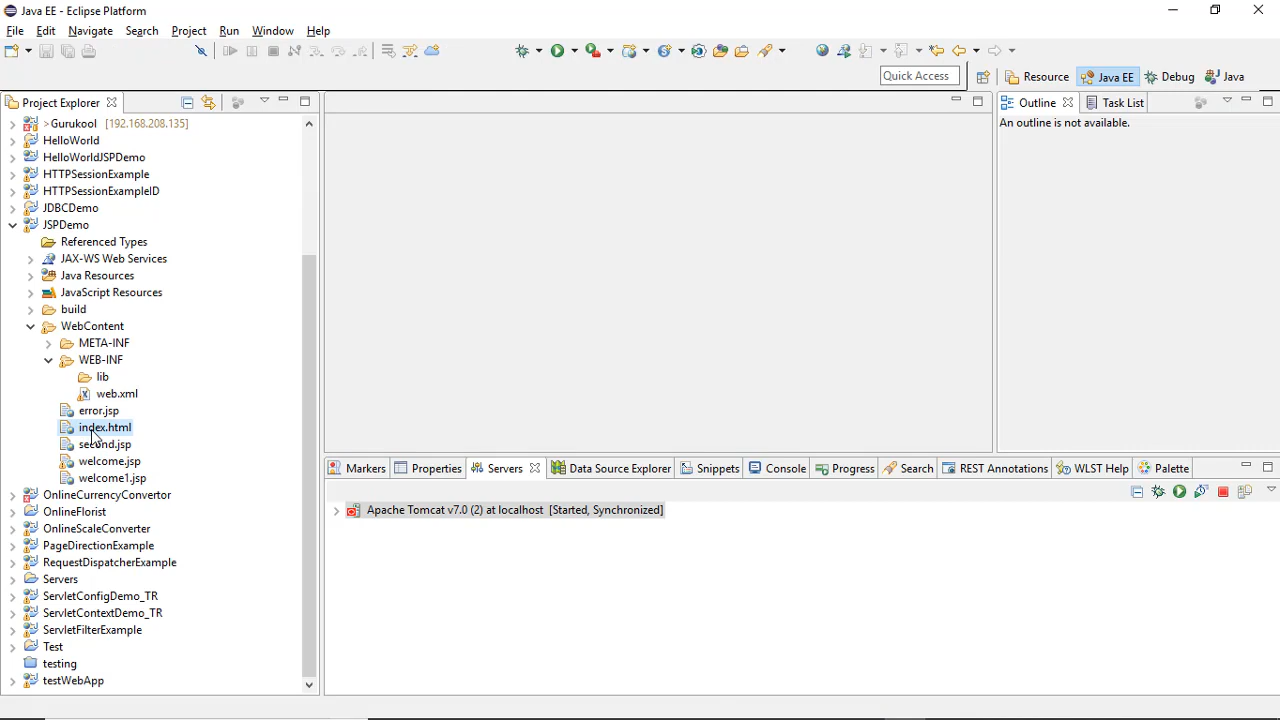 Java EE - Eclipse Platform
File Edit Navigate Search Project Run Window Help
Quick Access
Resource Java EE Debug Java
Project Explorer
>Gurukool [192.168.208.135]
HelloWorld
HelloWorldJSPDemo
HTTPSessionExample
HTTPSessionExampleID
JDBCDemo
JSPDemo
Referenced Types
JAX-WS Web Services
Java Resources
JavaScript Resources
build
WebContent
META-INF
WEB-INF
lib
web.xml
error.jsp
index.html
second.jsp
welcome.jsp
welcome1.jsp
OnlineCurrencyConvertor
OnlineFlorist
OnlineScaleConverter
PageDirectionExample
RequestDispatcherExample
Servers
ServletConfigDemo_TR
ServletContextDemo_TR
ServletFilterExample
Test
testing
testWebApp
Outline Task List
An outline is not available.
Markers Properties Servers Data Source Explorer Snippets Console Progress Search REST Annotations WLST Help Palette
Apache Tomcat v7.0 (2) at localhost [Started, Synchronized]